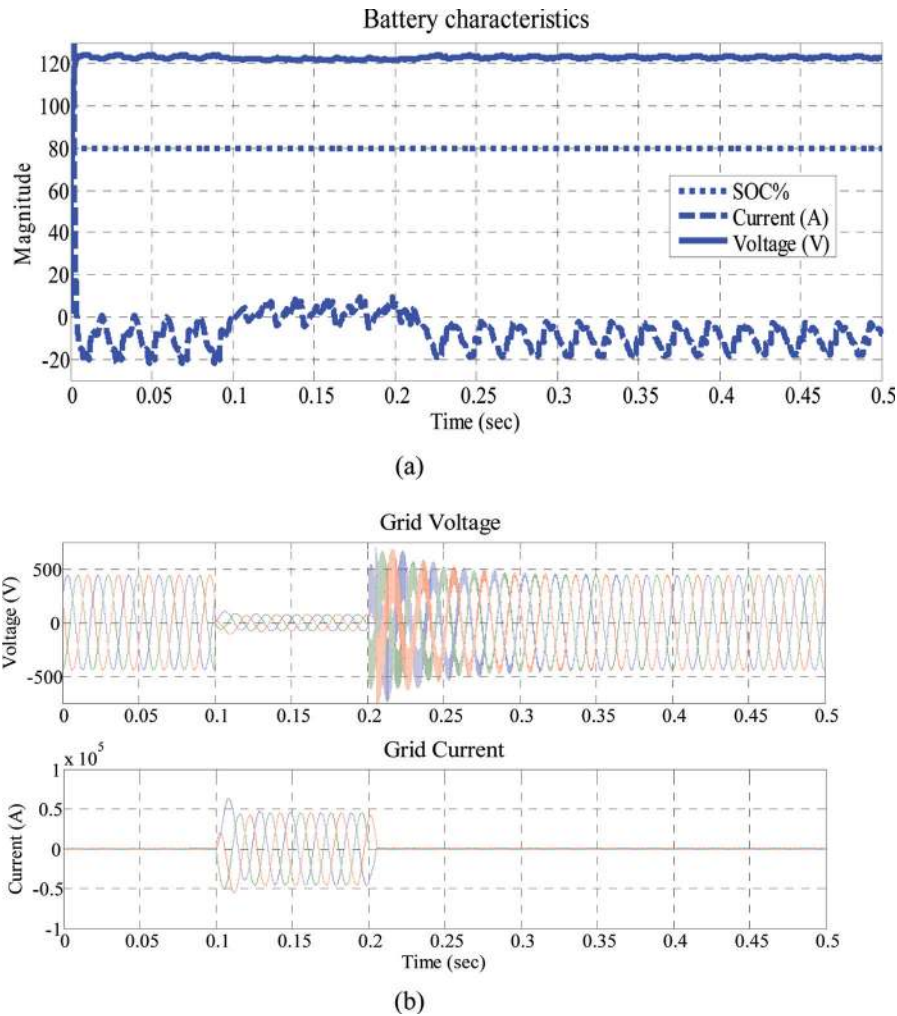 Battery characteristics
120
100
80
60
40
20
0
-20
Magnitude
SOC%
Current (A)
Voltage (V)
0 0.05 0.1 0.15 0.2 0.25 0.3 0.35 0.4 0.45 0.5
Time (sec)
(a)
Grid Voltage
500
0
-500
Voltage (V)
0 0.05 0.1 0.15 0.2 0.25 0.3 0.35 0.4 0.45 0.5
Grid Current
x 10^5
1
0.5
0
-0.5
-1
Current (A)
0 0.05 0.1 0.15 0.2 0.25 0.3 0.35 0.4 0.45 0.5
Time (sec)
(b)